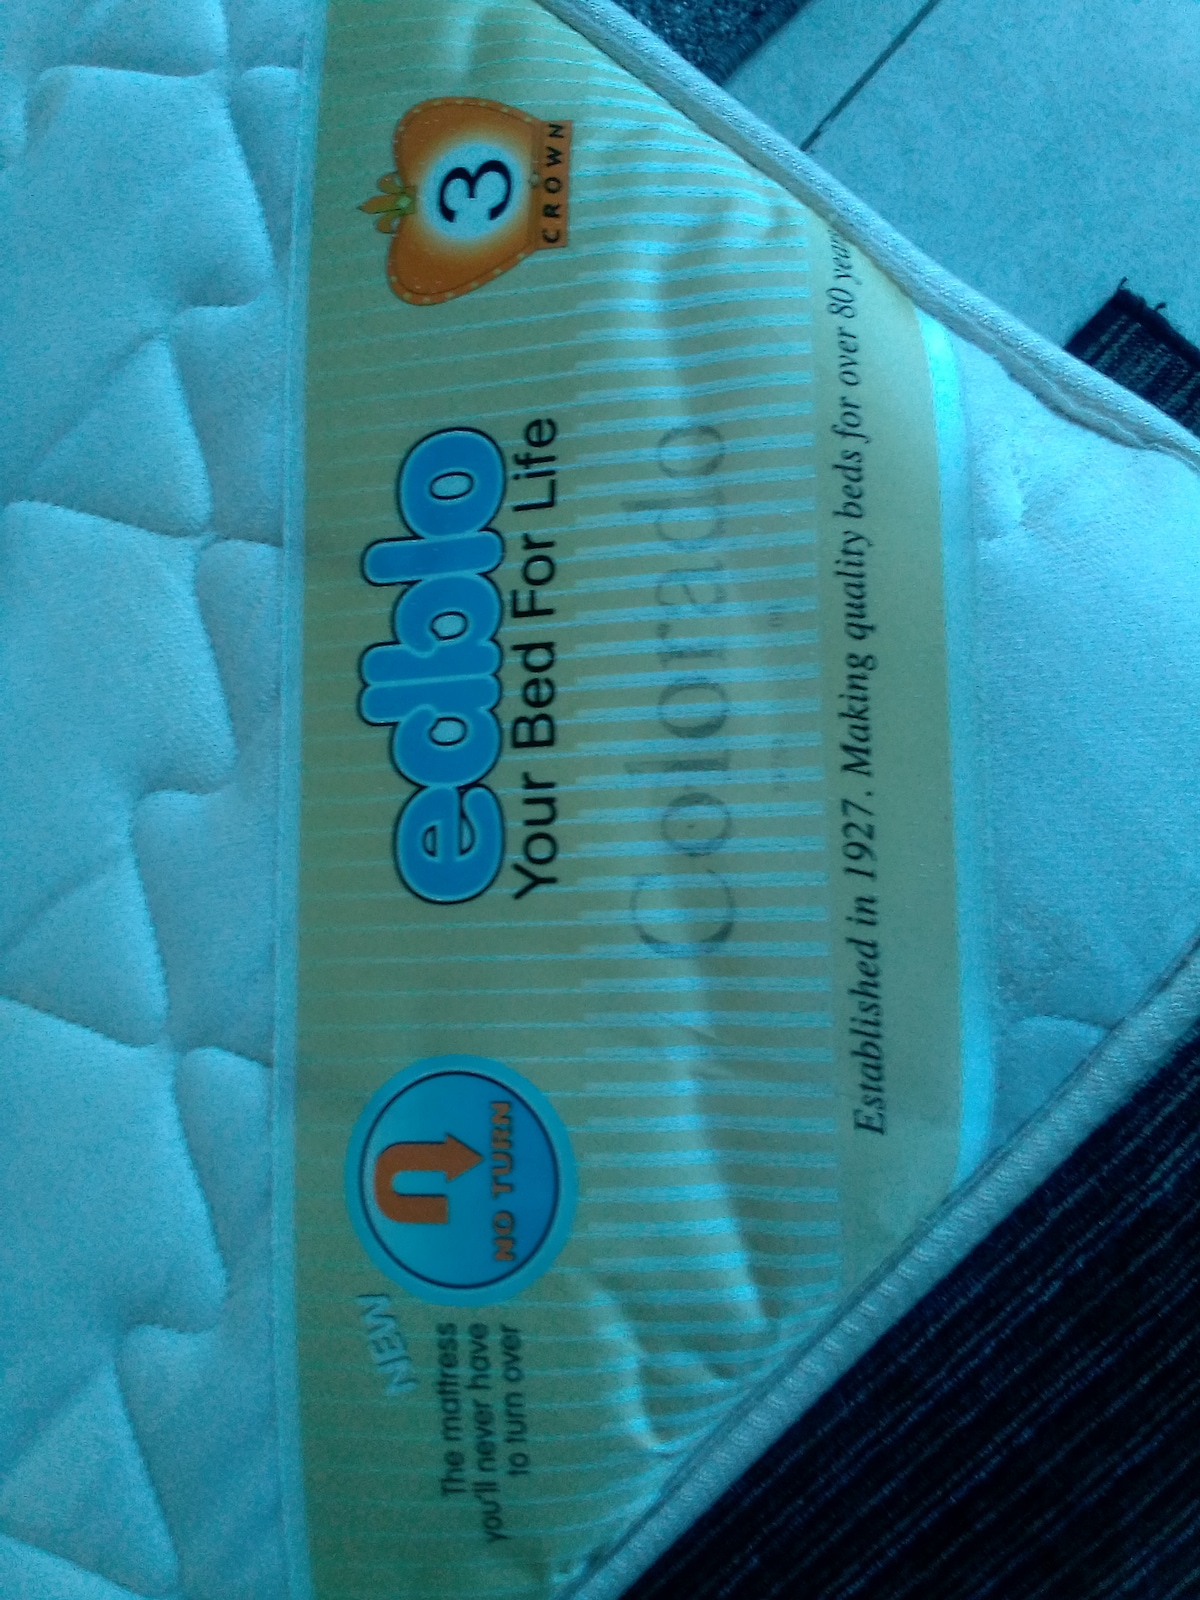 NEW
The mattress
you'll never have
to turn over
NO TURN
edblo
Your Bed For Life
3
CROWN
Colorado
Established in 1927. Making quality beds for over 80 years